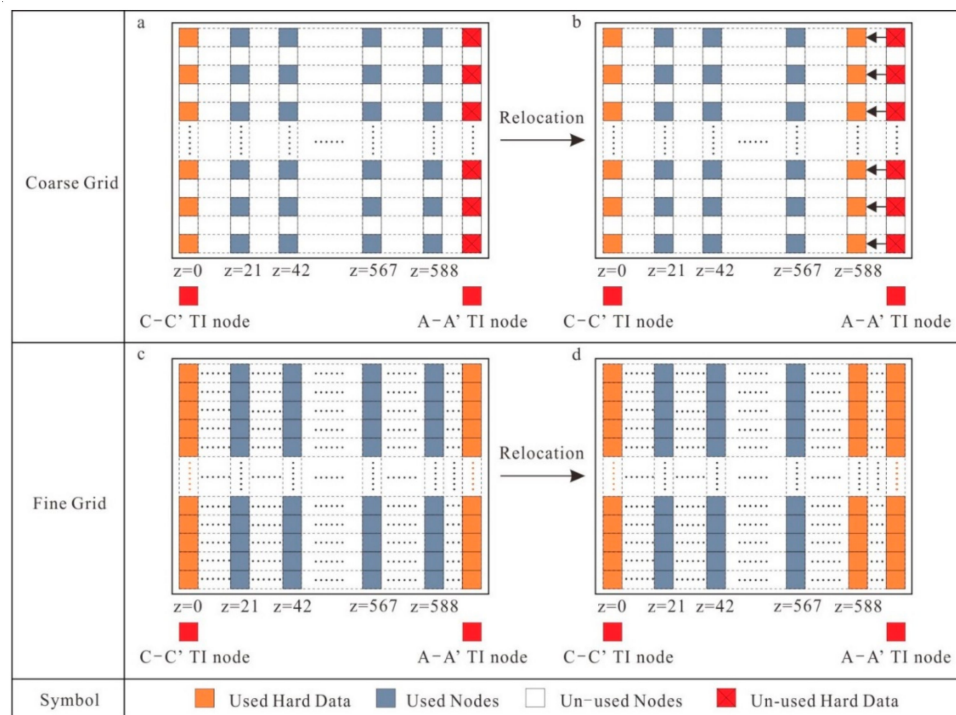 a
b
Coarse Grid
Relocation
z=0 z=21 z=42 z=567 z=588
z=0 z=21 z=42 z=567 z=588
C-C' TI node A-A' TI node
C-C' TI node A-A' TI node
c
d
Fine Grid
Relocation
z=0 z=21 z=42 z=567 z=588
z=0 z=21 z=42 z=567 z=588
C-C' TI node A-A' TI node
C-C' TI node A-A' TI node
Symbol Used Hard Data Used Nodes Un-used Nodes Un-used Hard Data